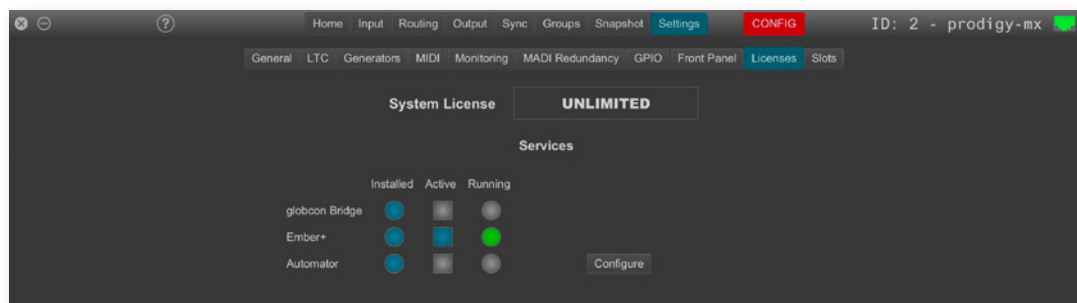 Home Input Routing Output Sync Groups Snapshot Settings CONFIG ID: 2 - prodigy-mx
General LTC Generators MIDI Monitoring MADI Redundancy GPIO Front Panel Licenses Slots
System License UNLIMITED
Services
Installed Active Running
globcon Bridge
Ember+
Automator Configure